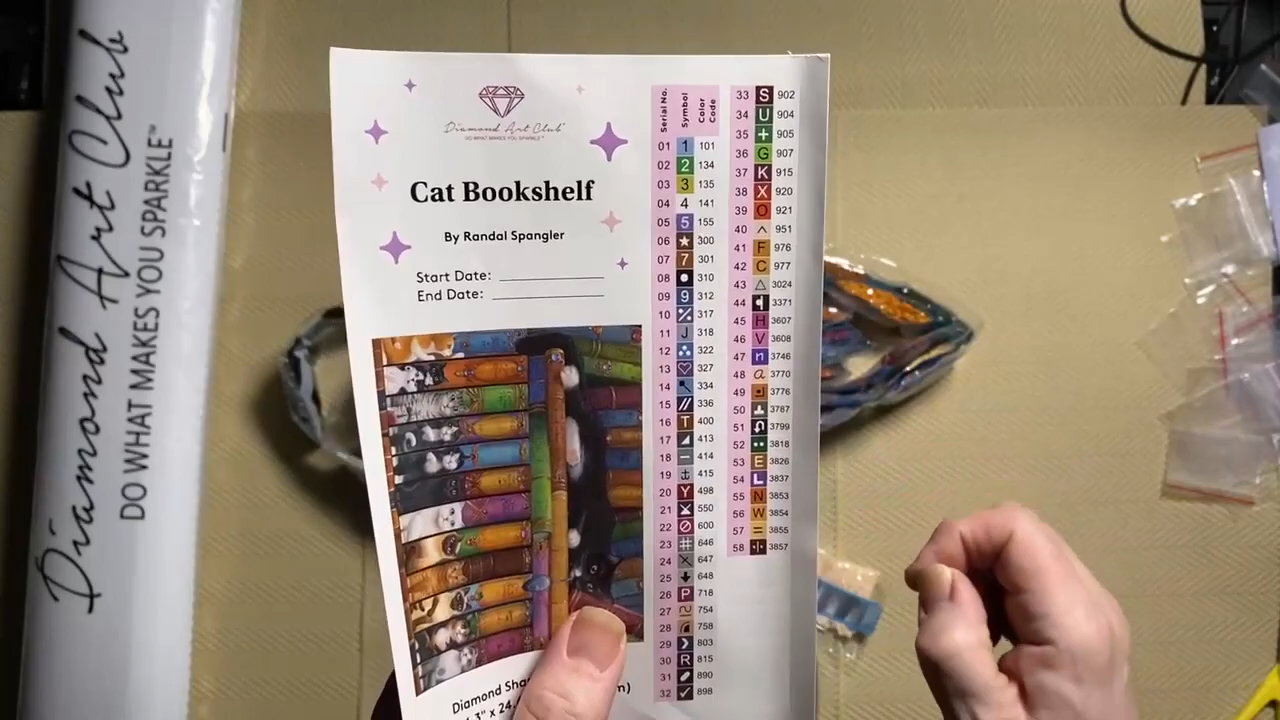 Diamond Art Club
DO WHAT MAKES YOU SPARKLE™
Diamond Art Club
DO WHAT MAKES YOU SPARKLE™
Cat Bookshelf
By Randal Spangler
Start Date:
End Date:
Diamond
m)
x 24.
Serial No. Symbol Color Code
01 1 101
02 2 134
03 3 135
04 4 141
05 5 155
06 ★ 300
07 7 301
08 ● 310
09 9 312
10 317
11 J 318
12 322
13 ♡ 327
14 334
15 // 336
16 T 400
17 ◢ 413
18 − 414
19 ⚓ 415
20 Y 498
21 550
22 600
23 # 646
24 647
25 648
26 P 718
27 754
28 758
29 803
30 R 815
31 890
32 ✓ 898
33 S 902
34 U 904
35 + 905
36 G 907
37 K 915
38 X 920
39 O 921
40 ^ 951
41 F 976
42 C 977
43 △ 3024
44 3371
45 H 3607
46 V 3608
47 n 3746
48 a 3770
49 3776
50 3787
51 3799
52 3818
53 E 3826
54 L 3837
55 N 3853
56 W 3854
57 = 3855
58 3857